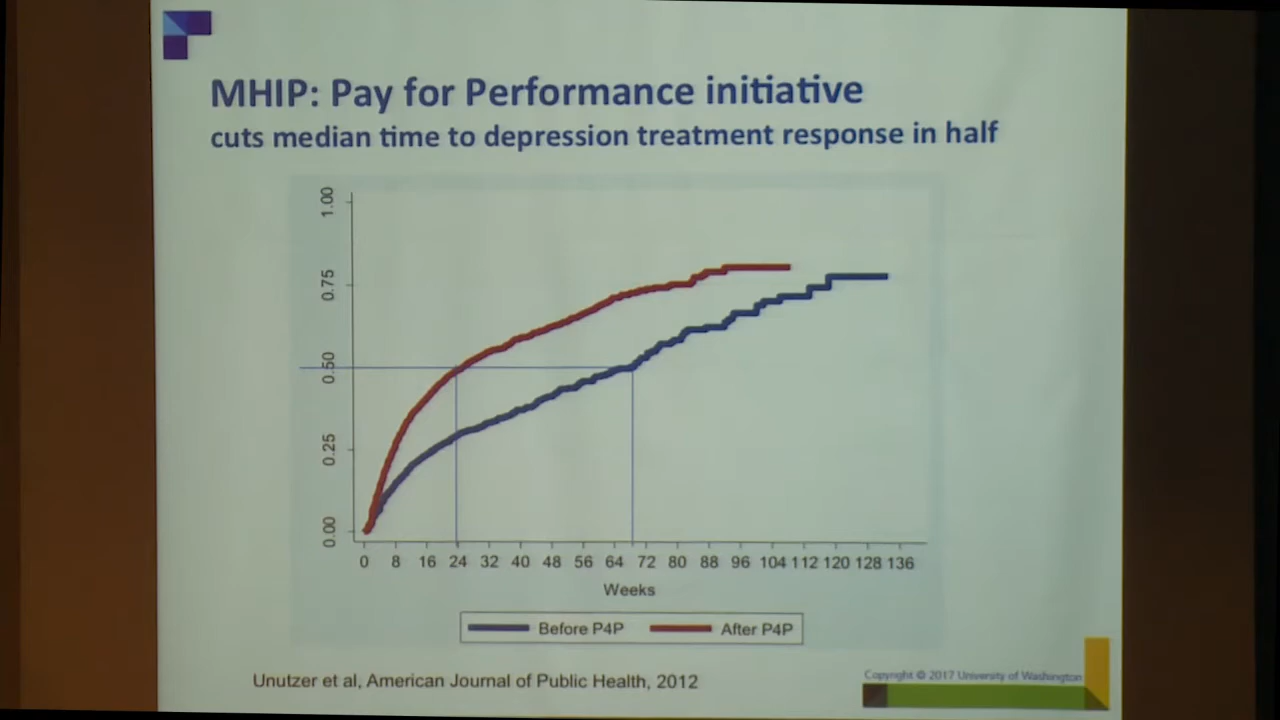 MHIP: Pay for Performance initiative
cuts median time to depression treatment response in half
1.00
0.75
0.50
0.25
0.00
0 8 16 24 32 40 48 56 64 72 80 88 96 104 112 120 128 136
Weeks
Before P4P After P4P
Unutzer et al, American Journal of Public Health, 2012
Copyright © 2017 University of Washington